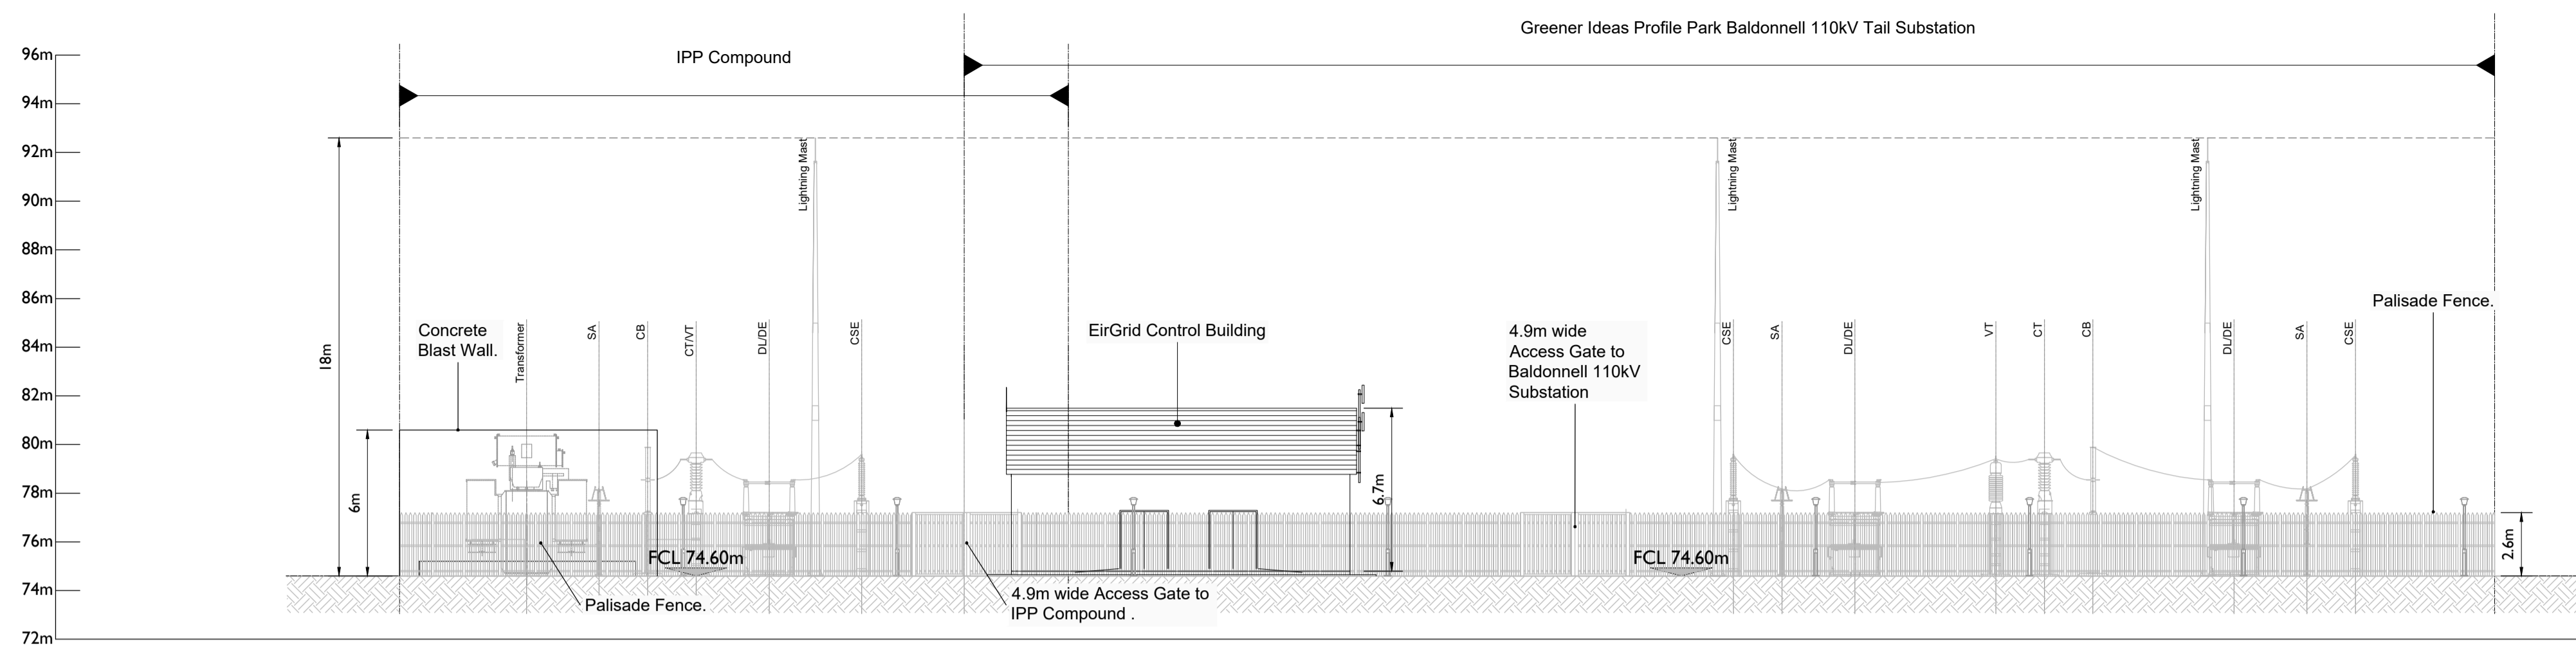 Greener Ideas Profile Park Baldonnell 110kV Tail Substation
IPP Compound
96m
94m
92m
90m
88m
86m
84m
82m
80m
78m
76m
74m
72m
18m
6m
Concrete
Blast Wall.
Transformer
SA
CB
CT/VT
DL/DE
Lightning Mast
CSE
EirGrid Control Building
6.7m
4.9m wide
Access Gate to
Baldonnell 110kV
Substation
Lightning Mast
CSE
SA
DL/DE
VT
CT
CB
Lightning Mast
DL/DE
SA
CSE
Palisade Fence.
2.6m
FCL 74.60m
FCL 74.60m
Palisade Fence.
4.9m wide Access Gate to
IPP Compound .